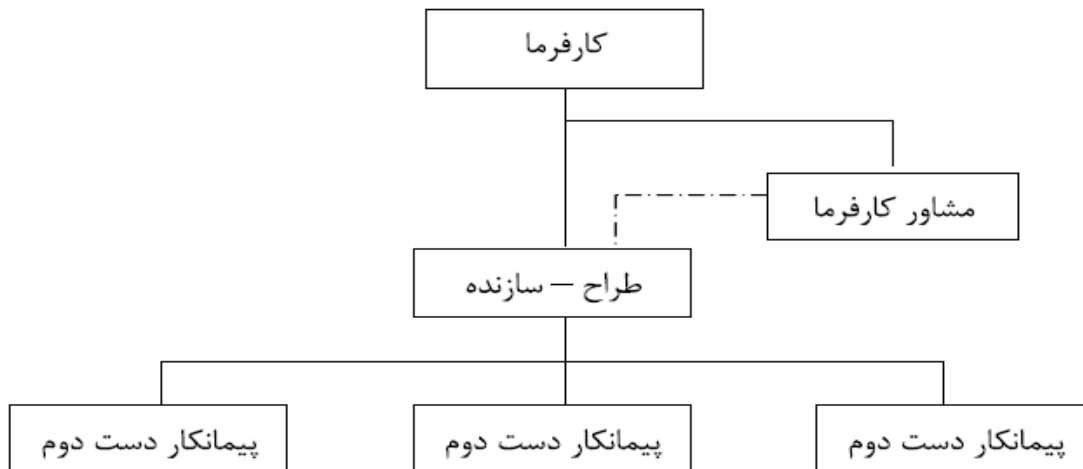 کارفرما
مشاور کارفرما
طراح – سازنده
پیمانکار دست دوم
پیمانکار دست دوم
پیمانکار دست دوم